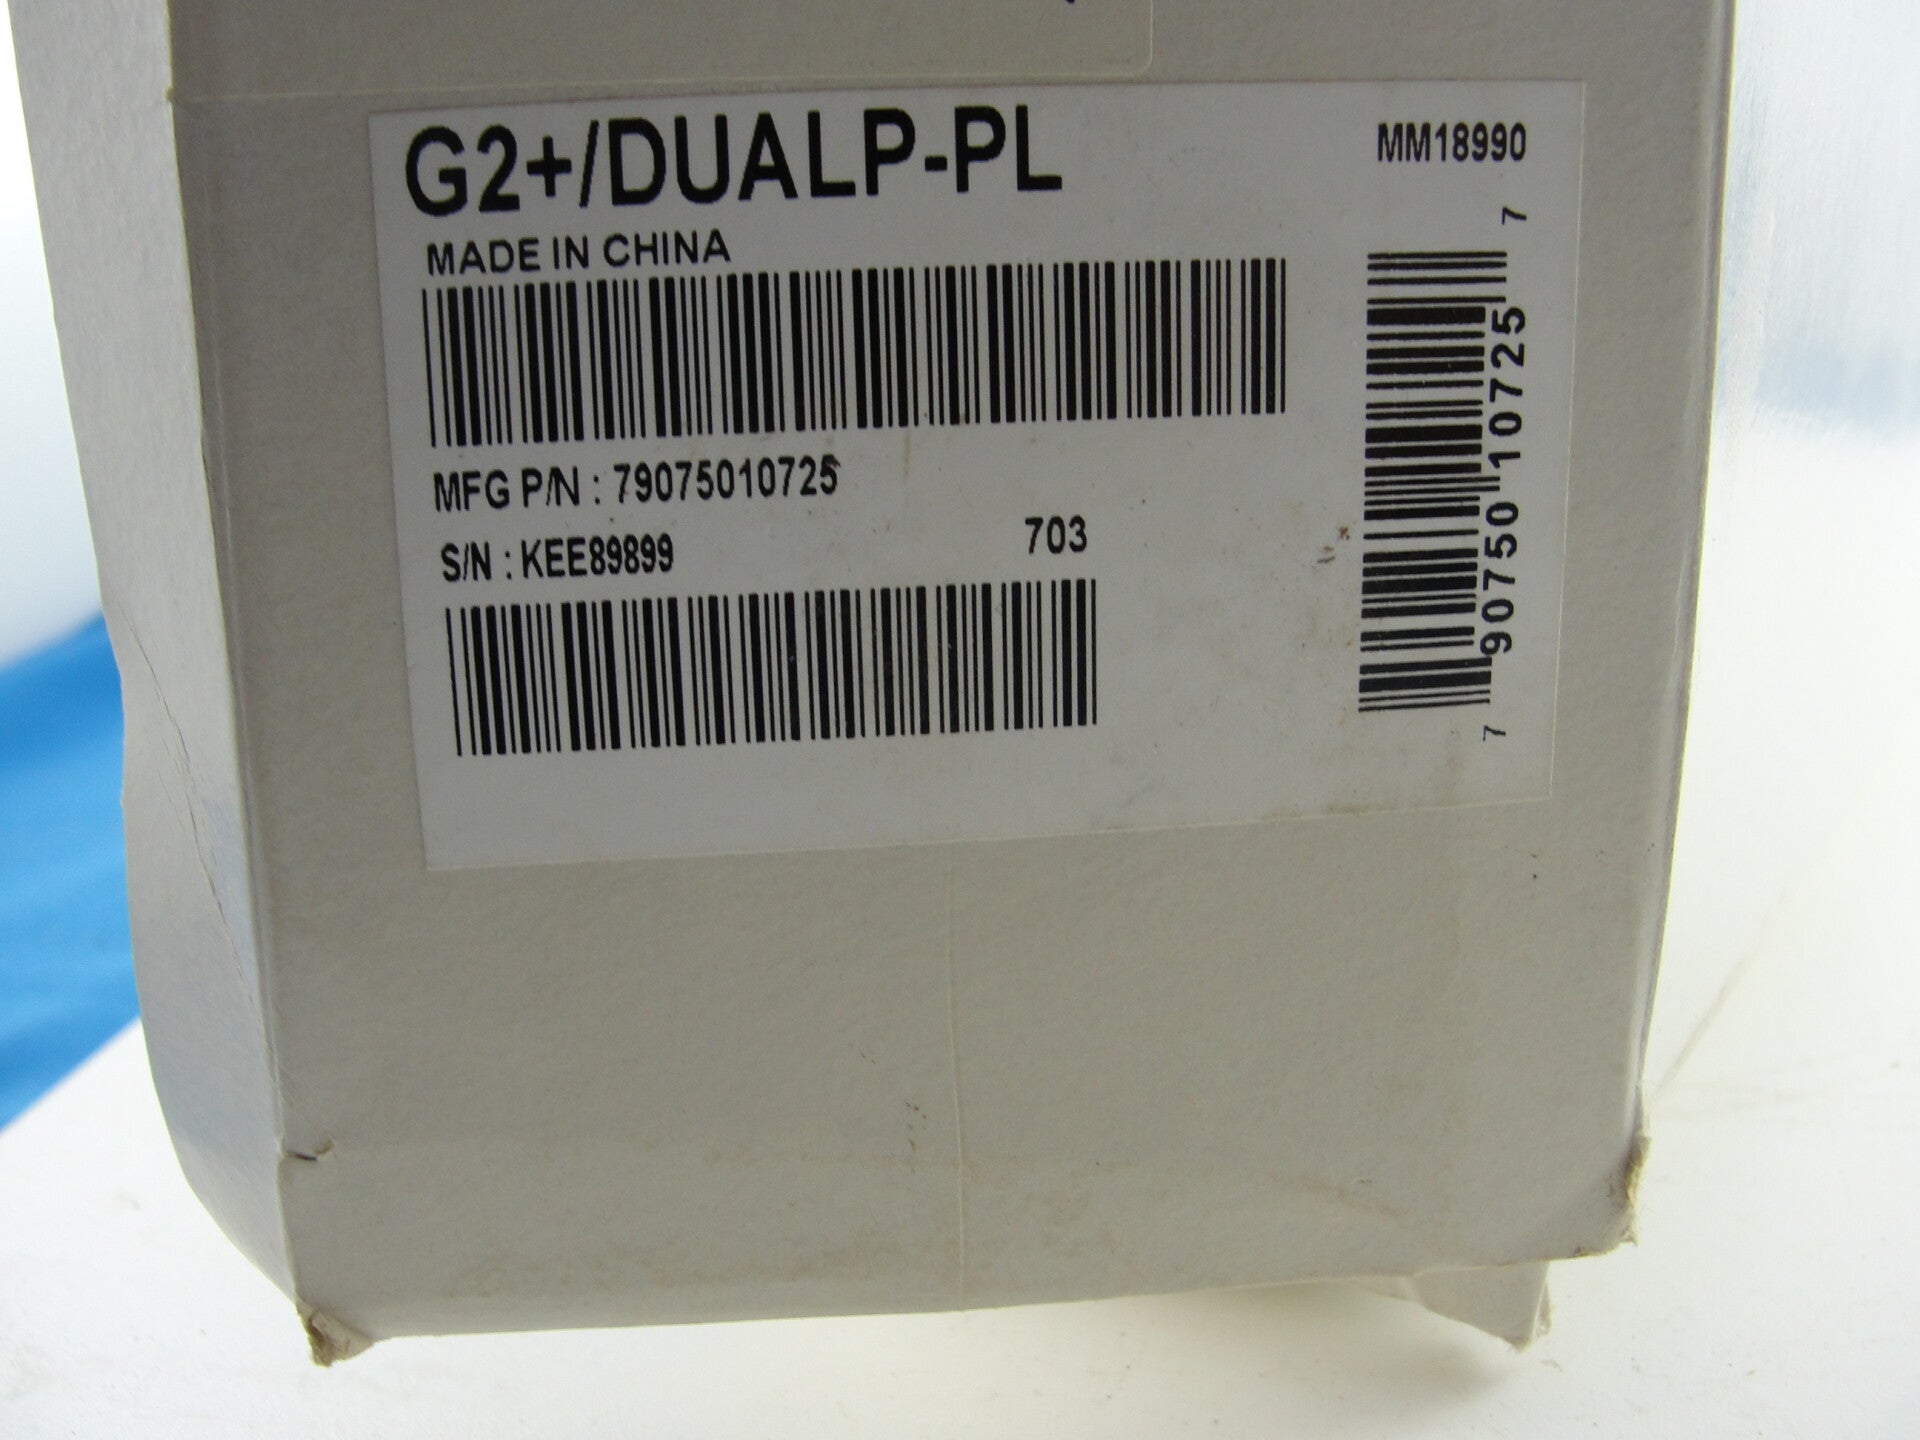 G2+/DUALP-PL
MM18990
MADE IN CHINA
MFG P/N : 79075010725
S/N : KEE89899
703
7 90750 10725 7